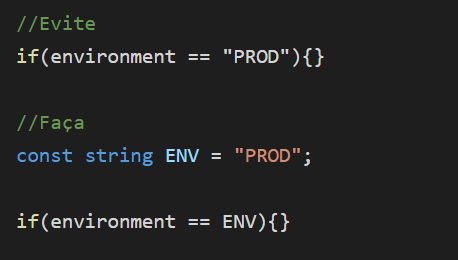 //Evite
if(environment == "PROD"){}
//Faça
const string ENV = "PROD";
if(environment == ENV){}